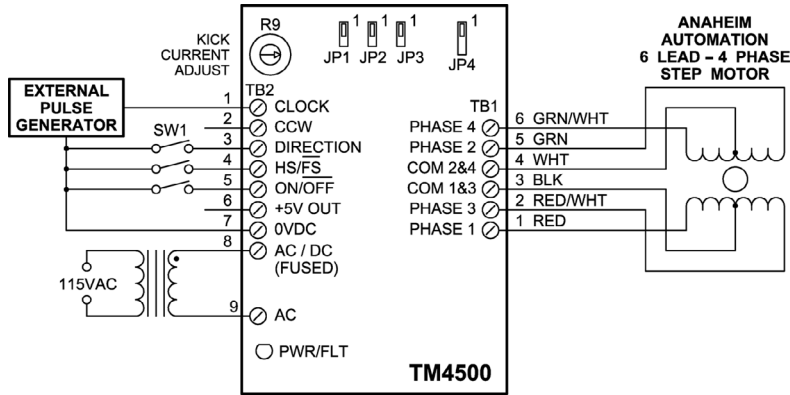 R9
KICK
CURRENT
ADJUST
1
JP1
1
JP2
1
JP3
1
JP4
ANAHEIM
AUTOMATION
6 LEAD – 4 PHASE
STEP MOTOR
EXTERNAL
PULSE
GENERATOR
SW1
TB2
1 CLOCK
2 CCW
3 DIRECTION
4 HS/FS
5 ON/OFF
6 +5V OUT
7 0VDC
8 AC / DC
(FUSED)
9 AC
115VAC
PWR/FLT
TB1
PHASE 4 6 GRN/WHT
PHASE 2 5 GRN
COM 2&4 4 WHT
COM 1&3 3 BLK
PHASE 3 2 RED/WHT
PHASE 1 1 RED
TM4500